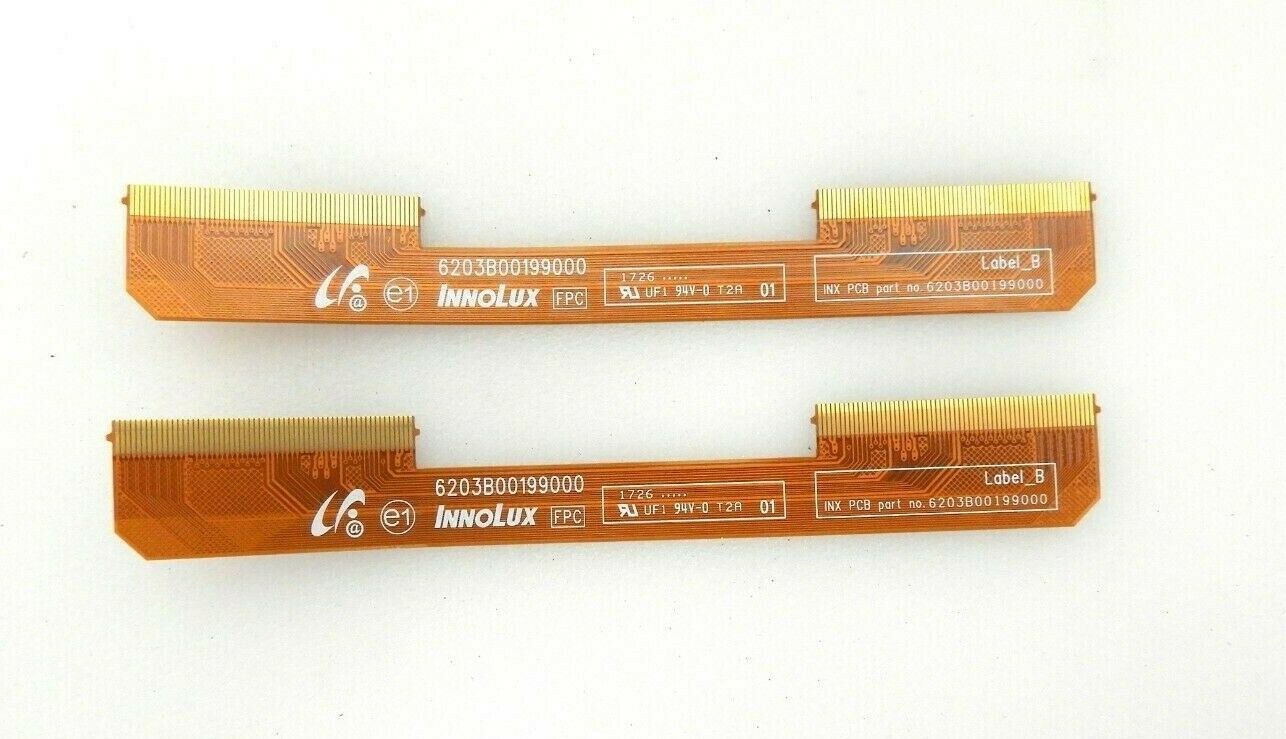 6203B00199000
@ e1 INNOLUX FPC
1726 .....
UF1 94V-0 T2A 01
Label_B
INX PCB part no.6203B00199000
6203B00199000
@ e1 INNOLUX FPC
1726 .....
UF1 94V-0 T2A 01
Label_B
INX PCB part no.6203B00199000